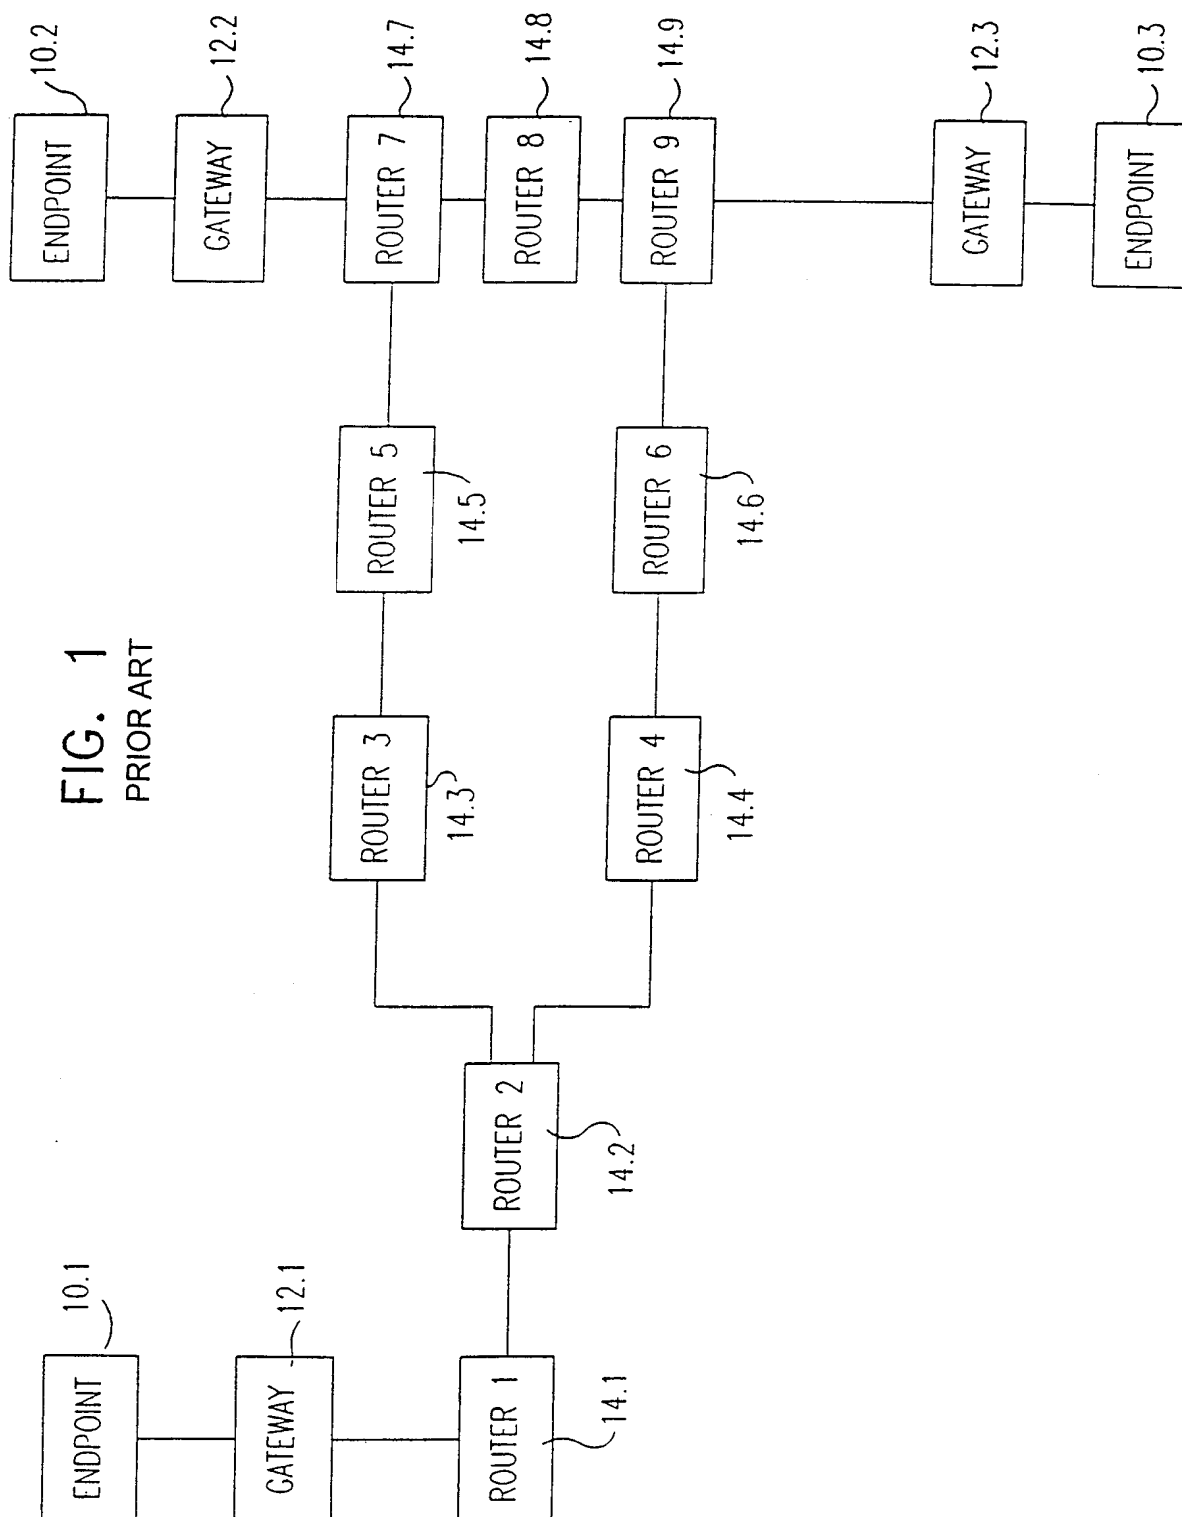 FIG. 1
PRIOR ART
ENDPOINT
10.1
GATEWAY
12.1
ROUTER 1
14.1
ROUTER 2
14.2
ROUTER 3
14.3
ROUTER 4
14.4
ROUTER 5
14.5
ROUTER 6
14.6
ENDPOINT
10.2
GATEWAY
12.2
ROUTER 7
14.7
ROUTER 8
14.8
ROUTER 9
14.9
GATEWAY
12.3
ENDPOINT
10.3